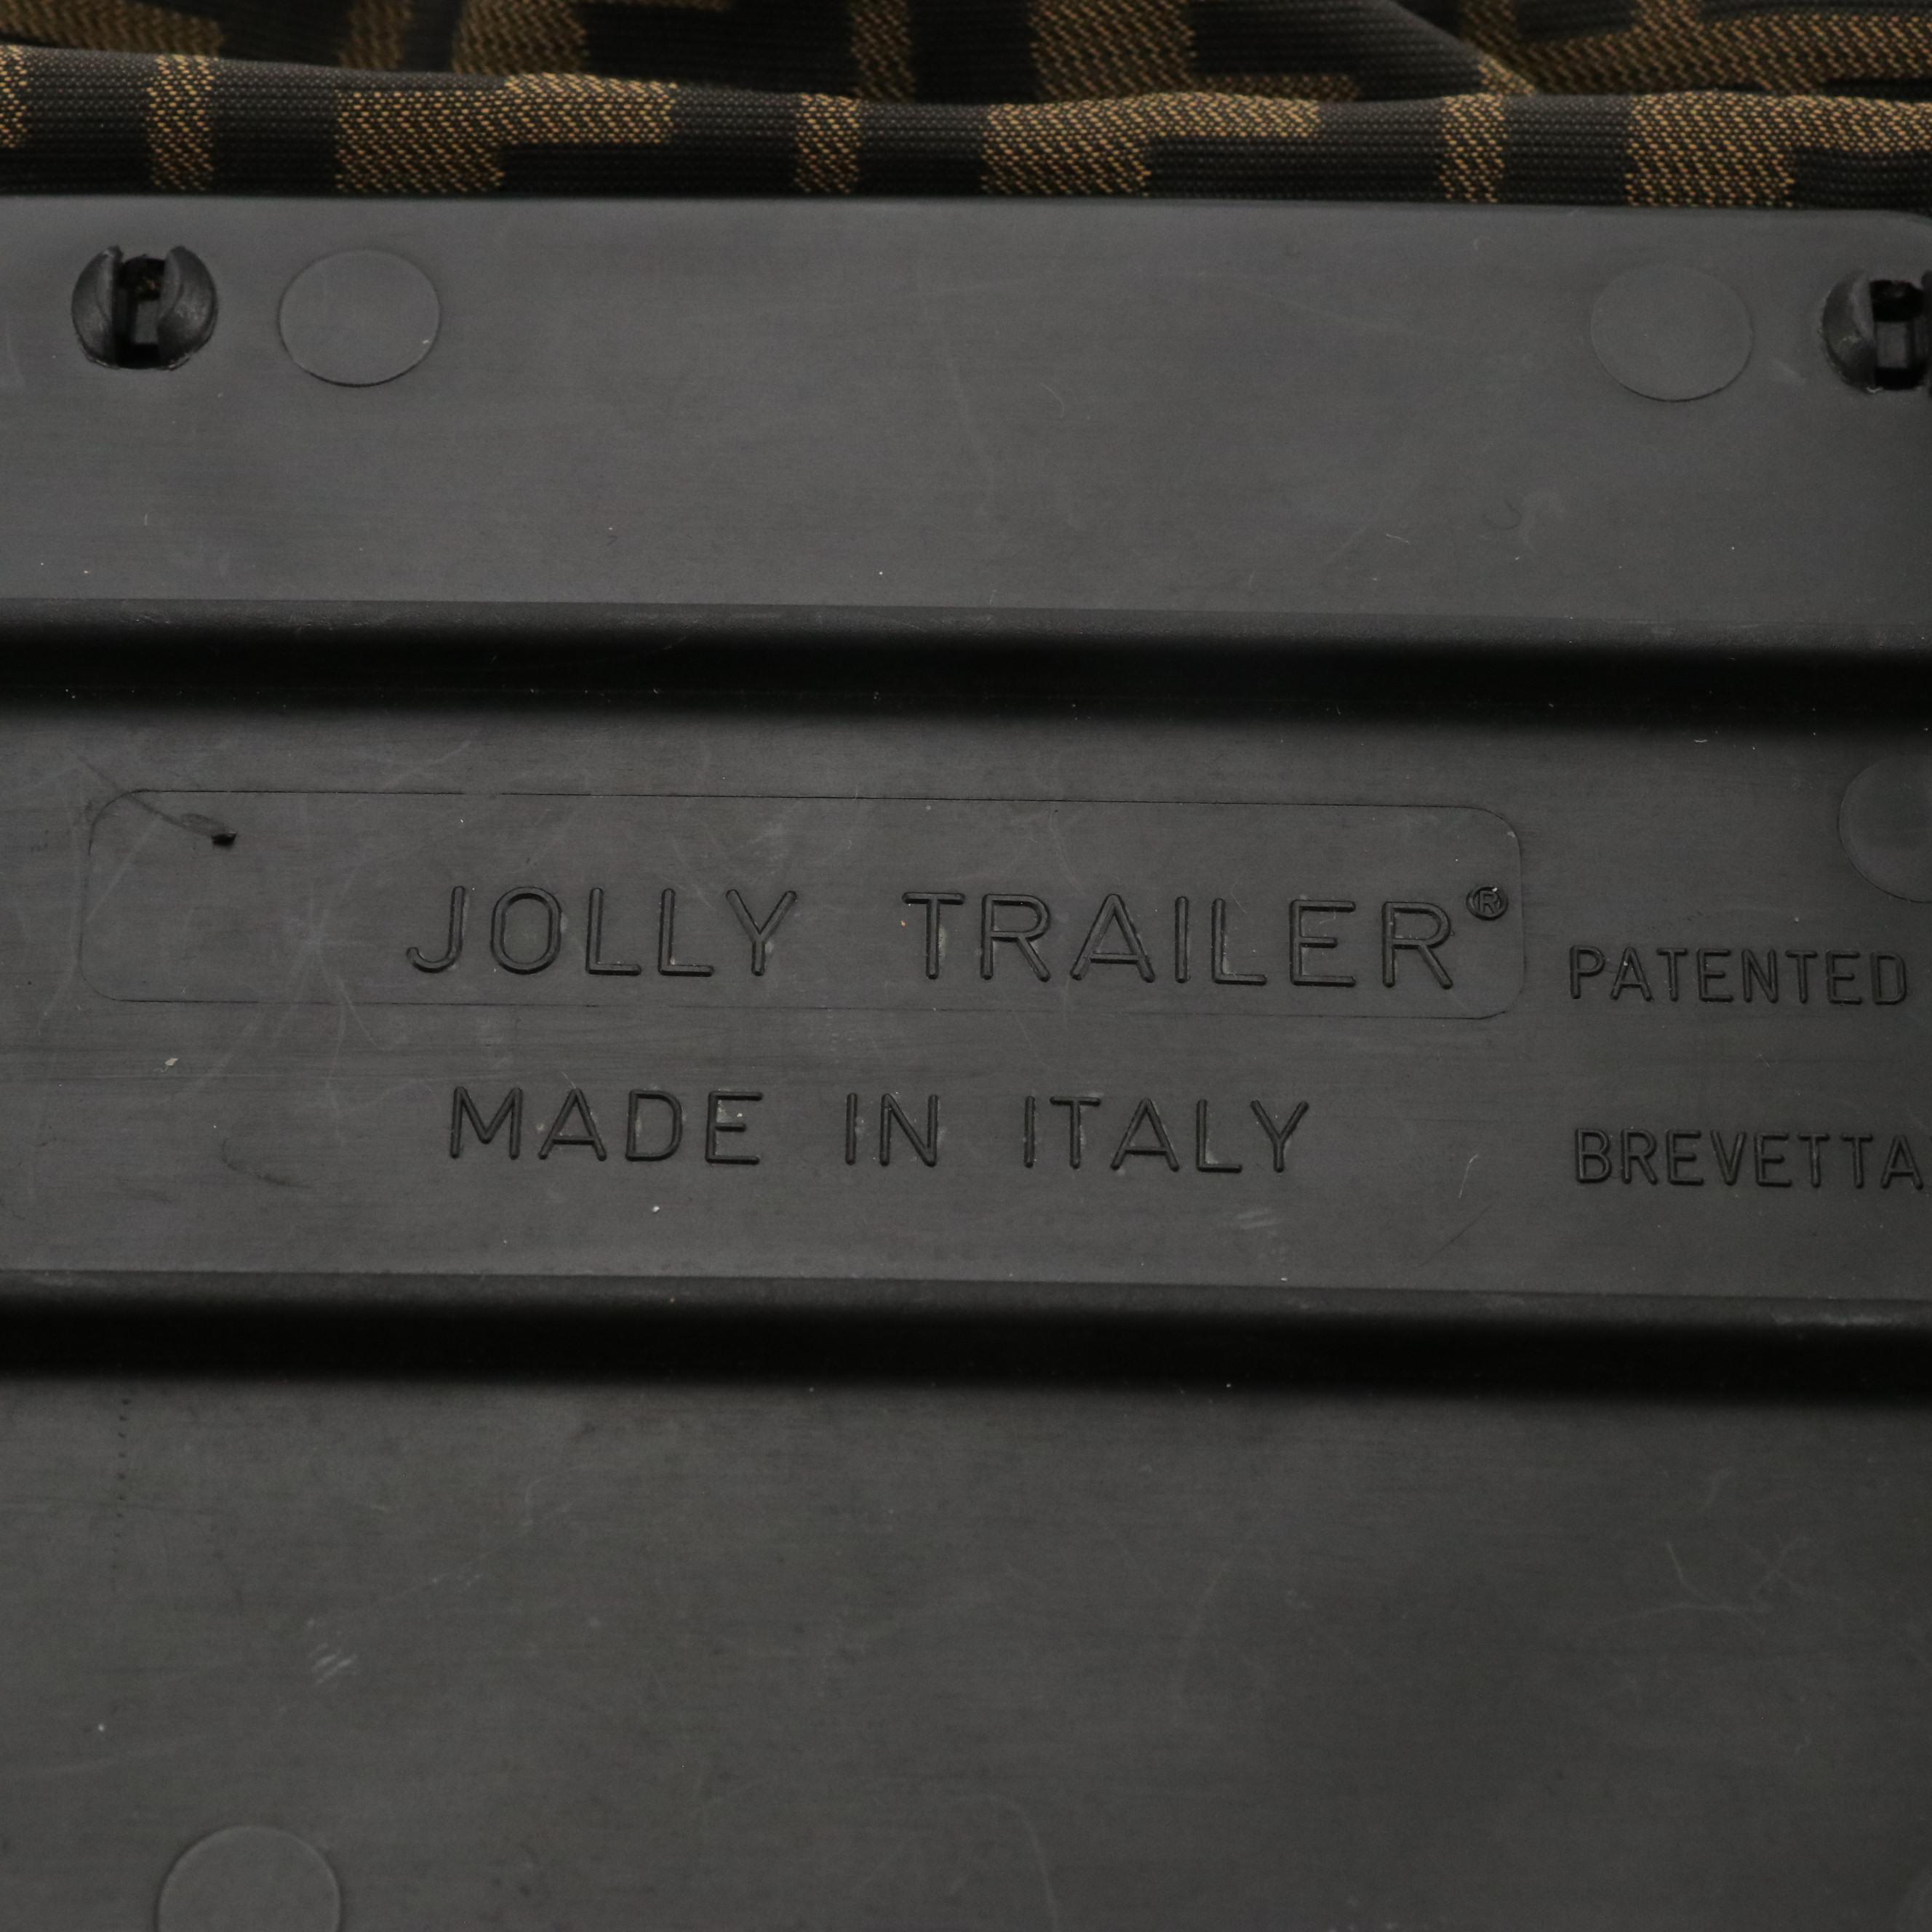 JOLLY TRAILER®
PATENTED
MADE IN ITALY
BREVETTA